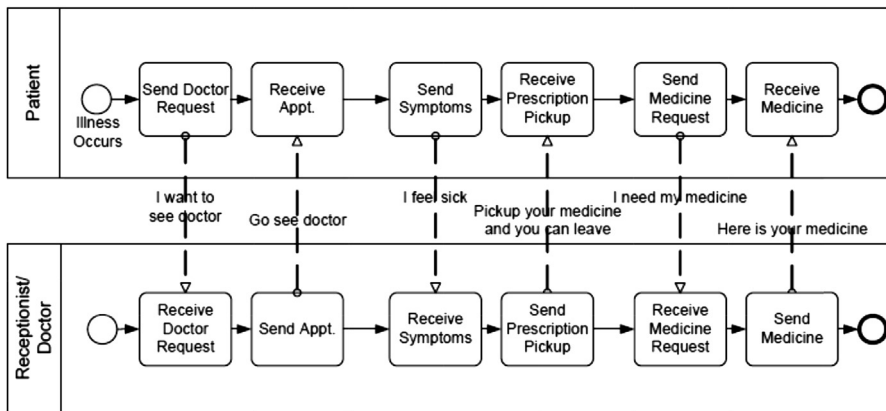 Patient
Illness
Occurs
Send Doctor
Request
Receive
Appt.
Send
Symptoms
Receive
Prescription
Pickup
Send
Medicine
Request
Receive
Medicine
I want to
see doctor
Go see doctor
I feel sick
Pickup your medicine
and you can leave
I need my medicine
Here is your medicine
Receptionist/
Doctor
Receive
Doctor
Request
Send Appt.
Receive
Symptoms
Send
Prescription
Pickup
Receive
Medicine
Request
Send
Medicine